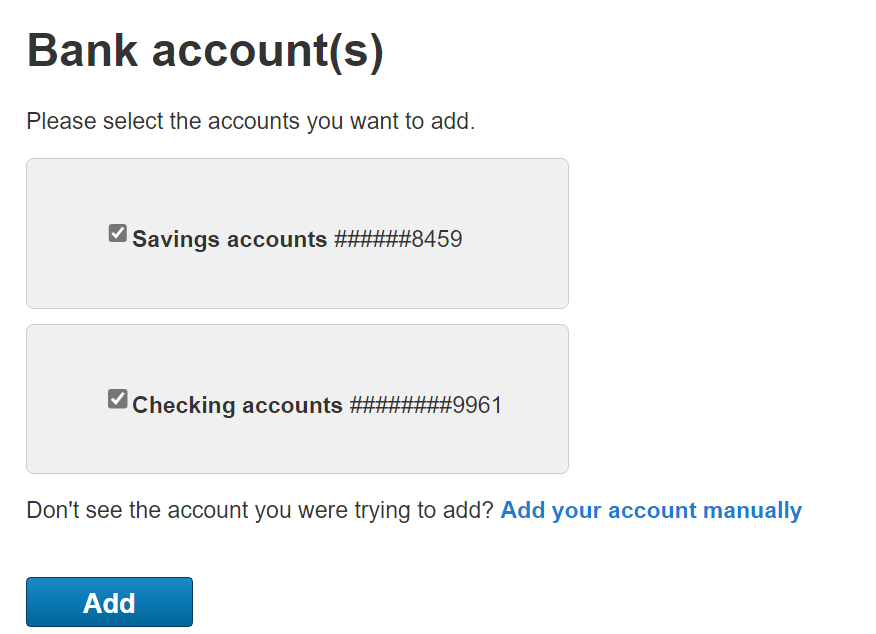 Bank account(s)
Please select the accounts you want to add.
Savings accounts ######8459
Checking accounts ########9961
Don't see the account you were trying to add? Add your account manually
Add